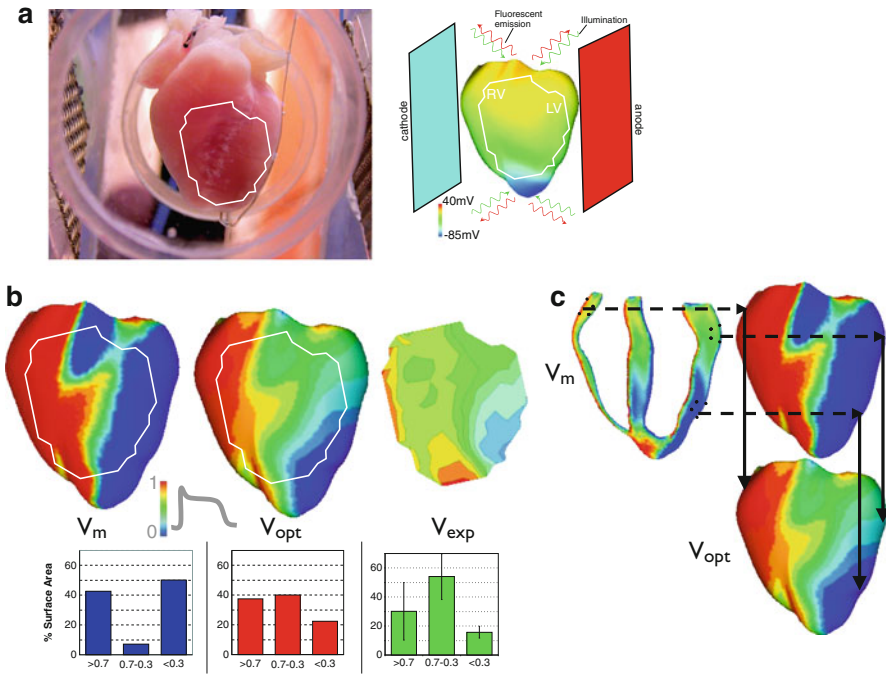 a
Fluorescent
emission
Illumination
cathode
RV
LV
anode
40mV
-85mV
b
1
0
Vm
Vopt
Vexp
% Surface Area
60
40
20
0
>0.7
0.7-0.3
<0.3
60
40
20
0
>0.7
0.7-0.3
<0.3
60
40
20
0
>0.7
0.7-0.3
<0.3
c
Vm
Vopt